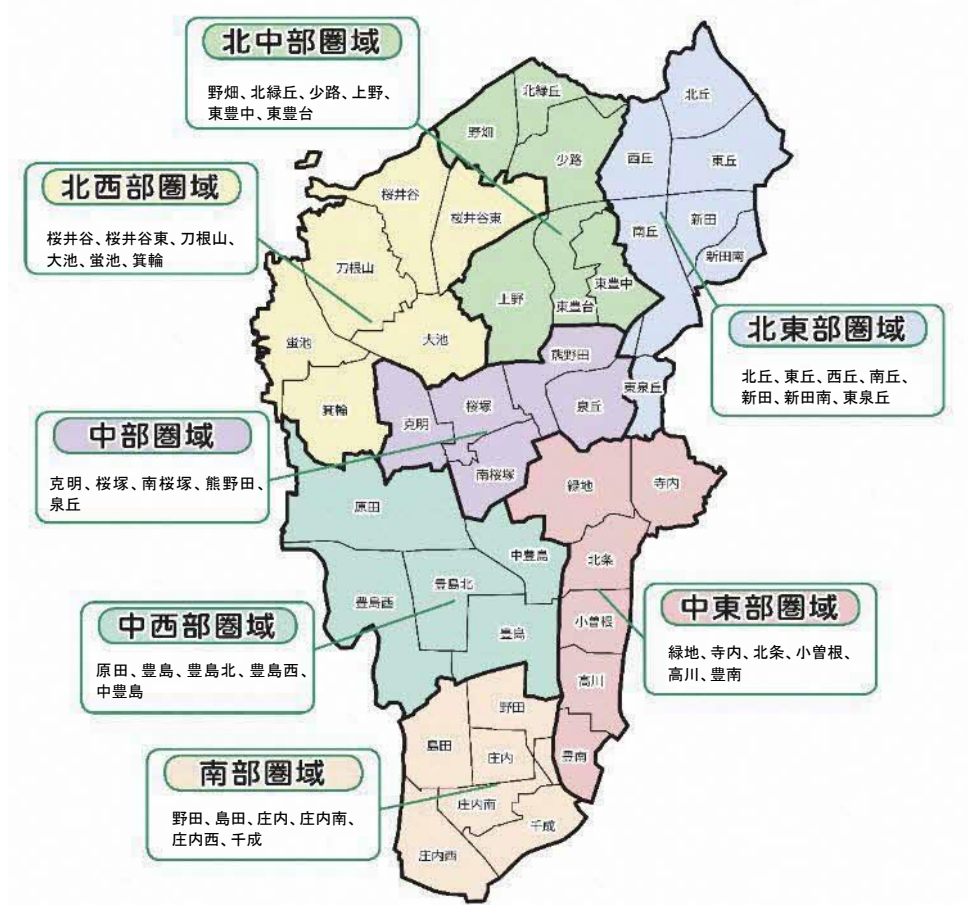 北中部圏域
野畑、北緑丘、少路、上野、
東豊中、東豊台
北西部圏域
桜井谷、桜井谷東、刀根山、
大池、蛍池、箕輪
北東部圏域
北丘、東丘、西丘、南丘、
新田、新田南、東泉丘
中部圏域
克明、桜塚、南桜塚、熊野田、
泉丘
中西部圏域
原田、豊島、豊島北、豊島西、
中豊島
中東部圏域
緑地、寺内、北条、小曽根、
高川、豊南
南部圏域
野田、島田、庄内、庄内南、
庄内西、千成
北緑丘
野畑
少路
北丘
西丘
東丘
桜井谷
桜井谷東
南丘
新田
新田南
刀根山
上野
東豊中
東豊台
蛍池
大池
熊野田
東泉丘
箕輪
克明
桜塚
泉丘
南桜塚
緑地
寺内
原田
中豊島
北条
豊島西
豊島北
豊島
小曽根
高川
野田
島田
庄内
豊南
庄内南
千成
庄内西